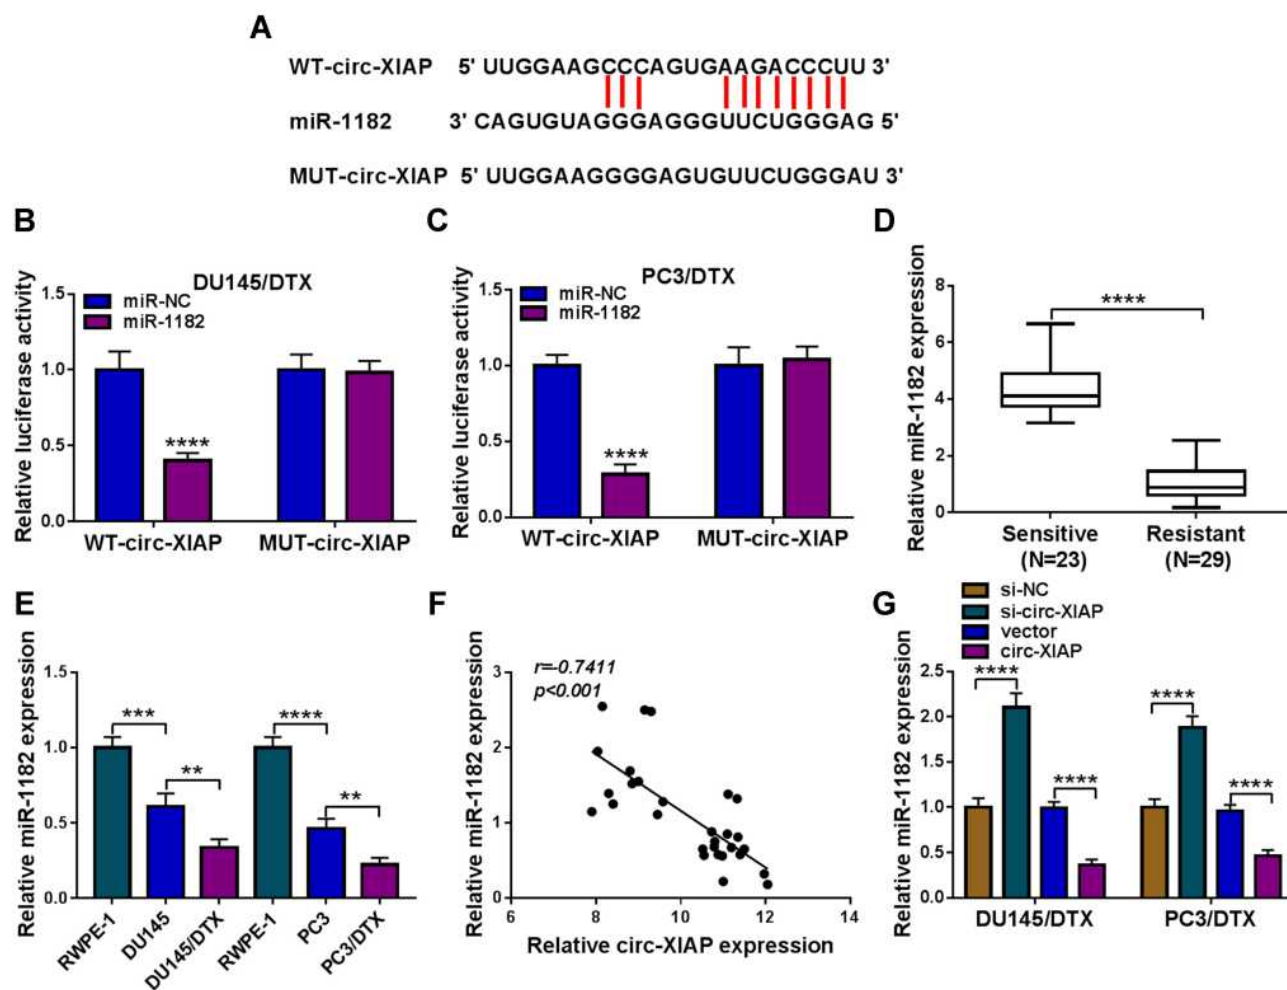 A
WT-circ-XIAP 5' UUGGAAGCCCAGUGAAGACCCUU 3'
miR-1182 3' CAGUGUAGGGAGGGUUCUGGGAG 5'
MUT-circ-XIAP 5' UUGGAAGGGGAGUGUUCUGGGAU 3'
B
DU145/DTX
Relative luciferase activity
miR-NC
miR-1182
1.5
1.0
0.5
0.0
****
WT-circ-XIAP MUT-circ-XIAP
C
PC3/DTX
Relative luciferase activity
miR-NC
miR-1182
1.5
1.0
0.5
0.0
****
WT-circ-XIAP MUT-circ-XIAP
D
Relative miR-1182 expression
8
6
4
2
0
****
Sensitive Resistant
(N=23) (N=29)
E
Relative miR-1182 expression
1.5
1.0
0.5
0.0
*** ****
** **
RWPE-1 DU145 DU145/DTX RWPE-1 PC3 PC3/DTX
F
Relative miR-1182 expression
r=-0.7411
p<0.001
3
2
1
0
6 8 10 12 14
Relative circ-XIAP expression
G
si-NC
si-circ-XIAP
vector
circ-XIAP
Relative miR-1182 expression
2.5
2.0
1.5
1.0
0.5
0.0
**** ****
**** ****
DU145/DTX PC3/DTX